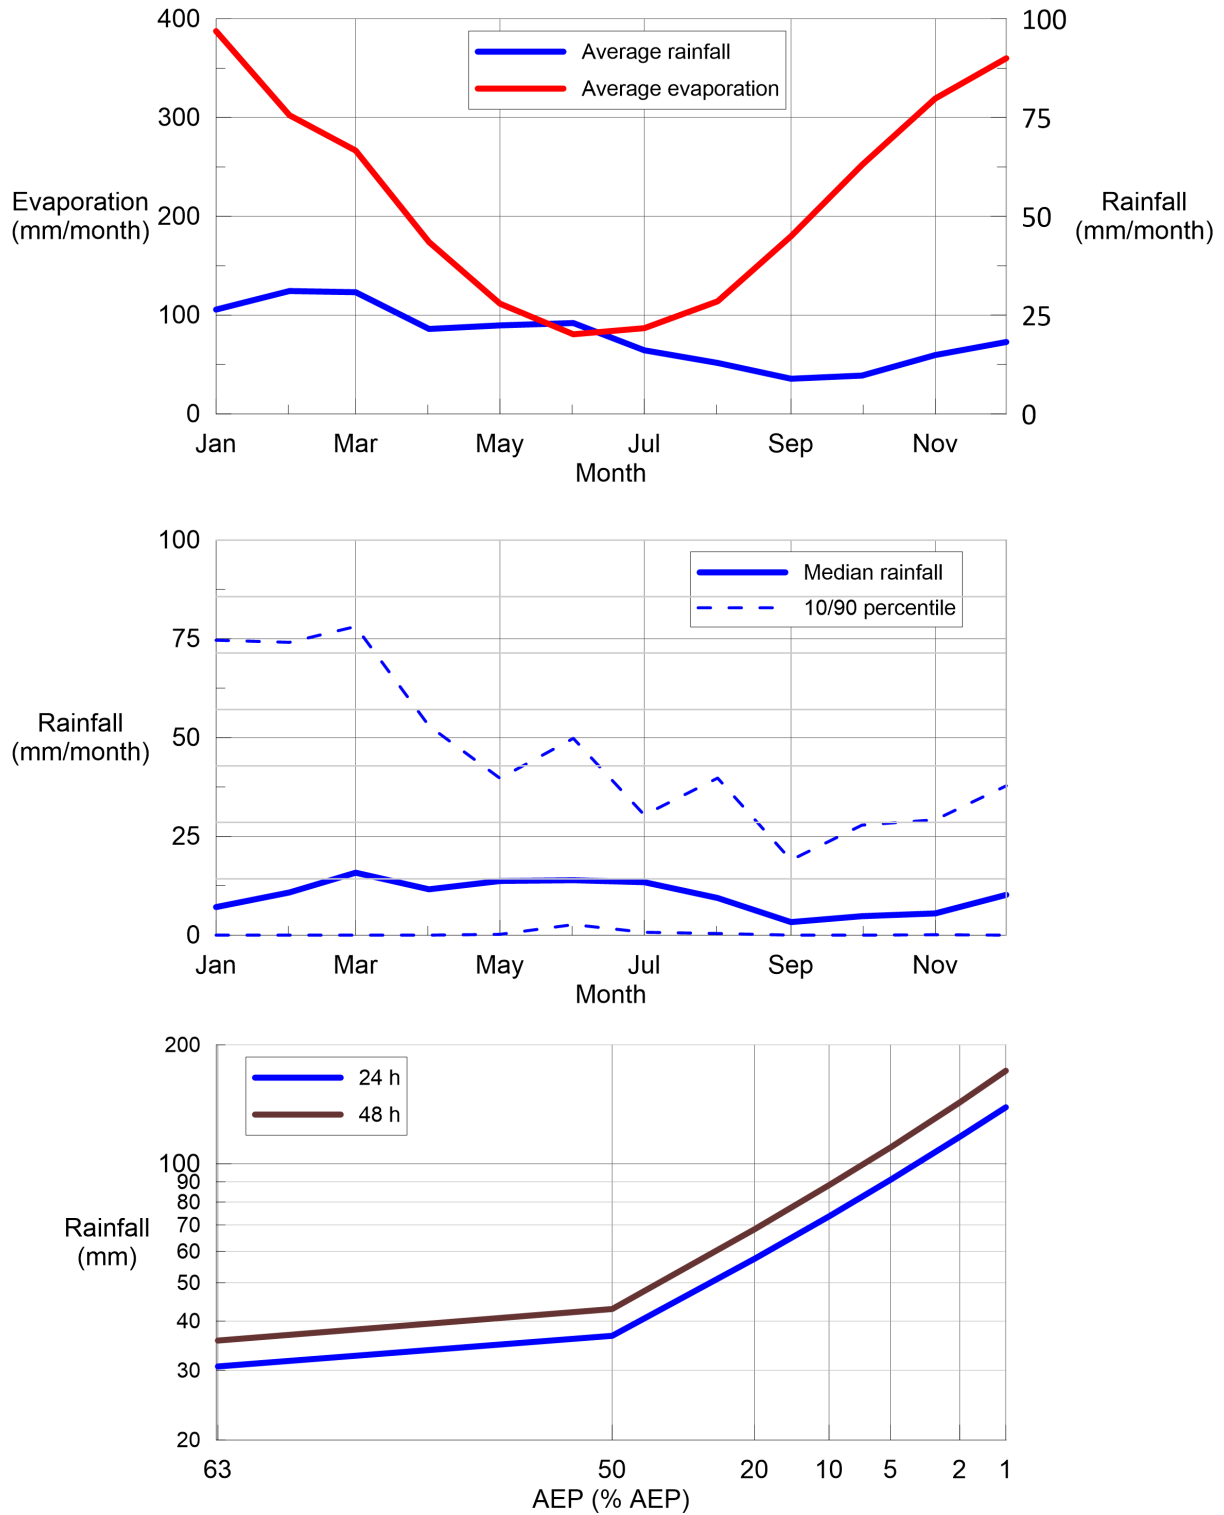 400
300
200
100
0
Evaporation
(mm/month)
Average rainfall
Average evaporation
100
75
50
25
0
Rainfall
(mm/month)
Jan Mar May Jul Sep Nov
Month
100
75
50
25
0
Rainfall
(mm/month)
Median rainfall
10/90 percentile
Jan Mar May Jul Sep Nov
Month
200
100
90
80
70
60
50
40
30
20
Rainfall
(mm)
24 h
48 h
63 50 20 10 5 2 1
AEP (% AEP)